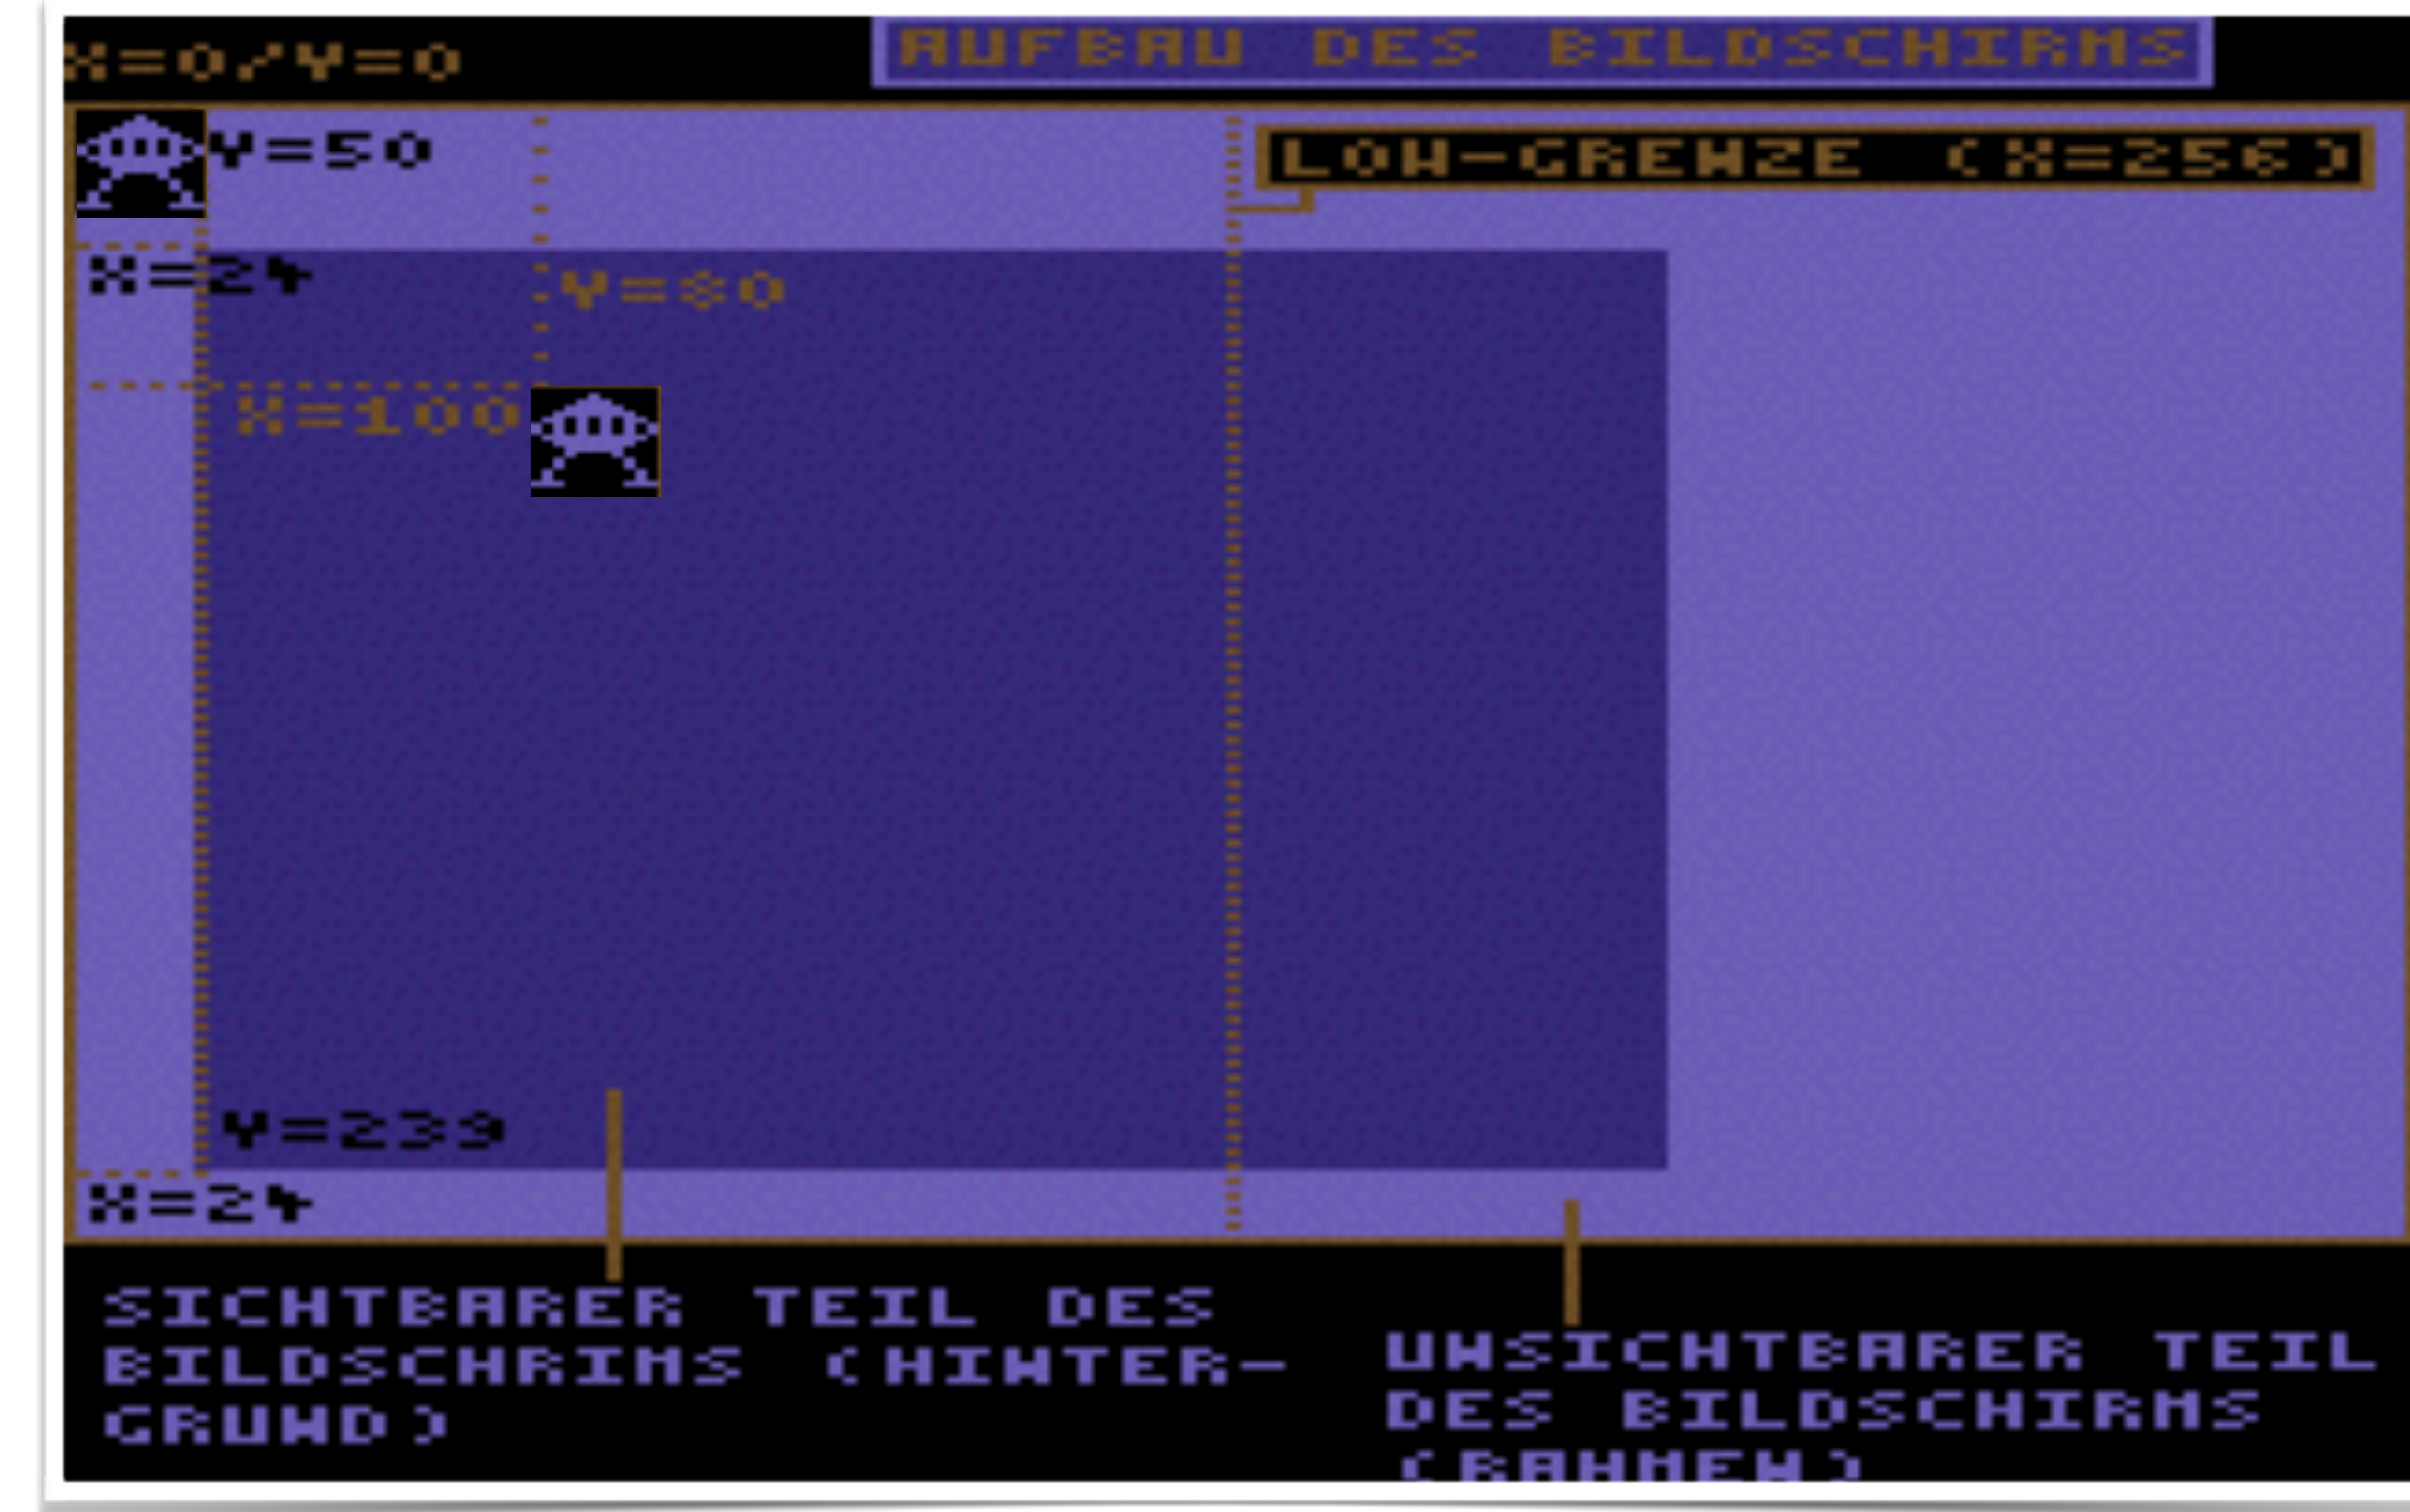 X=0/Y=0
AUFBAU DES BILDSCHIRMS
Y=50
LOW-GRENZE (X=256)
X=24
Y=80
X=100
Y=239
X=24
SICHTBARER TEIL DES
BILDSCHRIMS (HINTER-
GRUND)
UNSICHTBARER TEIL
DES BILDSCHIRMS
(RAHMEN)